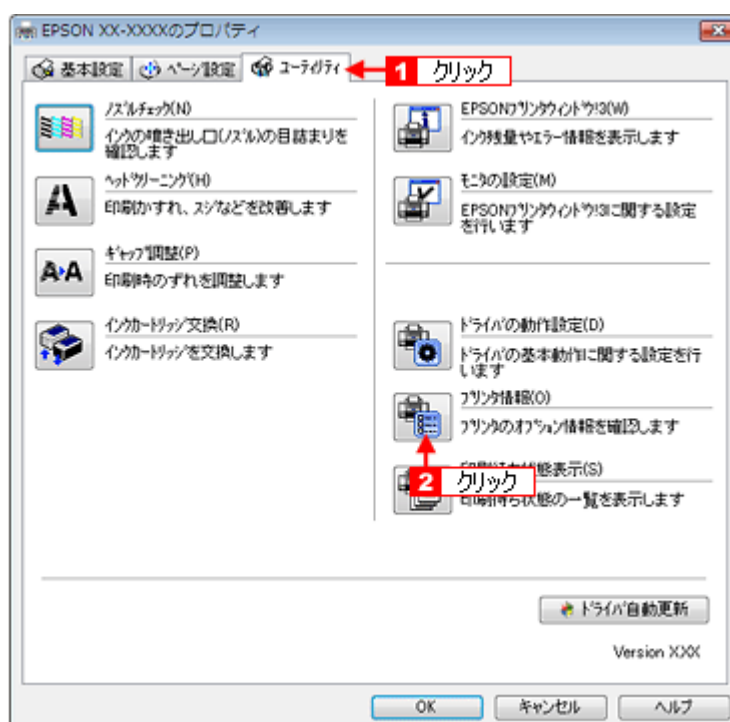 EPSON XX-XXXXのプロパティ
基本設定
ページ設定
ユーティリティ
1 クリック
ノズルチェック(N)
インクの噴き出し口(ノズル)の目詰まりを
確認します
ヘッドクリーニング(H)
印刷かすれ、スジなどを改善します
ギャップ調整(P)
印刷時のずれを調整します
インクカートリッジ交換(R)
インクカートリッジを交換します
EPSONプリンタウィンドウ!3(W)
インク残量やエラー情報を表示します
モニタの設定(M)
EPSONプリンタウィンドウ!3に関する設定
を行います
ドライバの動作設定(D)
ドライバの基本動作に関する設定を行
います
プリンタ情報(O)
プリンタのオプション情報を確認します
2 クリック
状態表示(S)
印刷待ち状態の一覧を表示します
ドライバ自動更新
Version X.XX
OK
キャンセル
ヘルプ